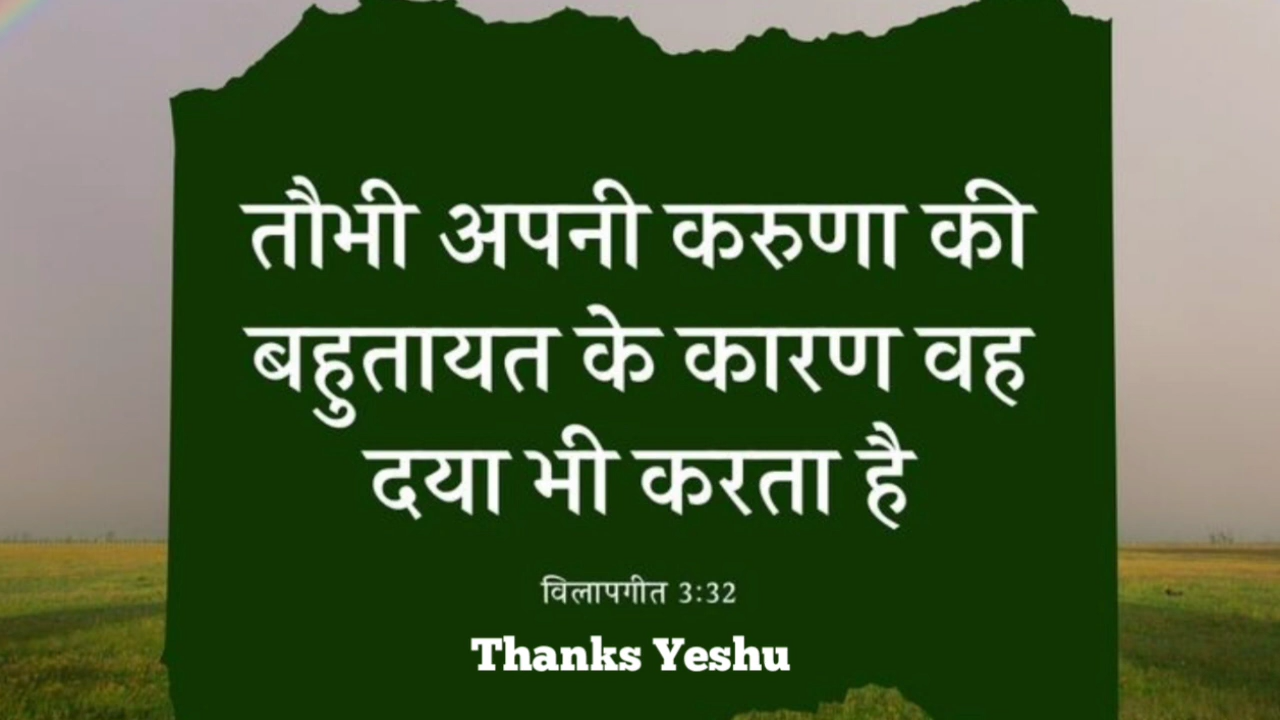 तौभी अपनी करुणा की
बहुतायत के कारण वह
दया भी करता है
विलापगीत 3:32
Thanks Yeshu